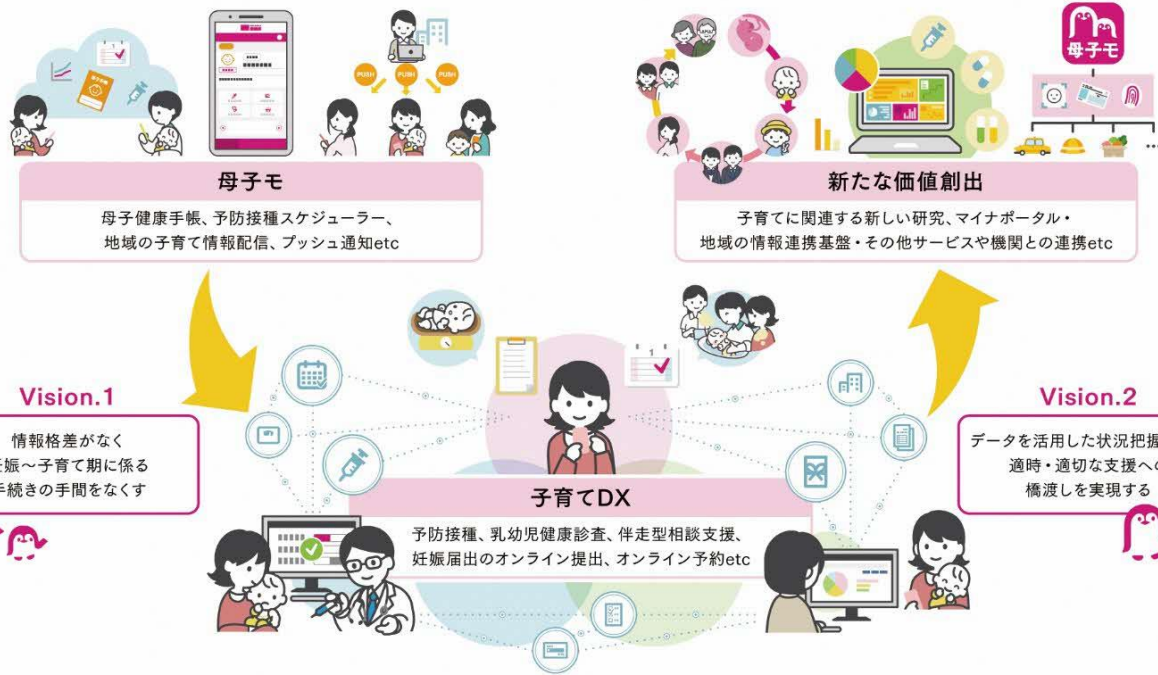 PUSH
PUSH
PUSH
母子モ
母子モ
母子健康手帳、予防接種スケジューラー、
地域の子育て情報配信、プッシュ通知etc
新たな価値創出
子育てに関連する新しい研究、マイナポータル・
地域の情報連携基盤・その他サービスや機関との連携etc
Vision.1
情報格差がなく
妊娠～子育て期に係る
手続きの手間をなくす
1
子育てDX
予防接種、乳幼児健康診査、伴走型相談支援、
妊娠届出のオンライン提出、オンライン予約etc
Vision.2
データを活用した状況把握
適時・適切な支援への
橋渡しを実現する